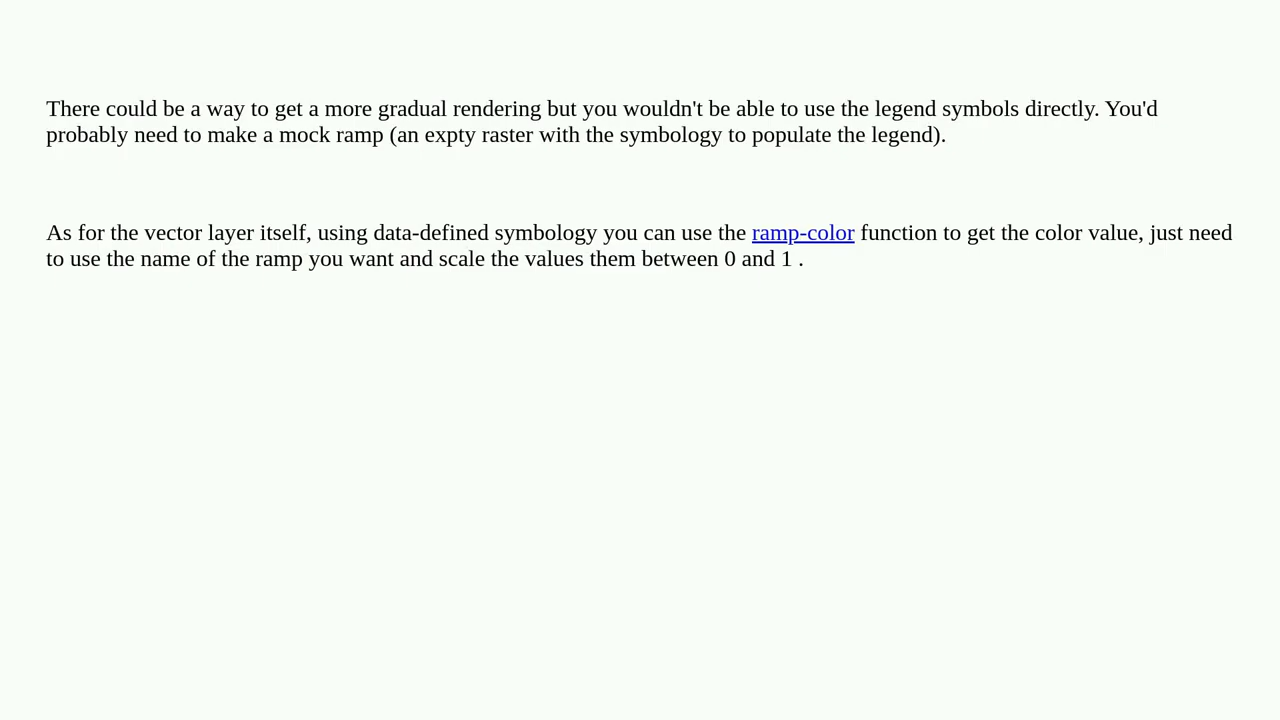 There could be a way to get a more gradual rendering but you wouldn't be able to use the legend symbols directly. You'd
probably need to make a mock ramp (an expty raster with the symbology to populate the legend).
As for the vector layer itself, using data-defined symbology you can use the ramp-color function to get the color value, just need
to use the name of the ramp you want and scale the values them between 0 and 1 .